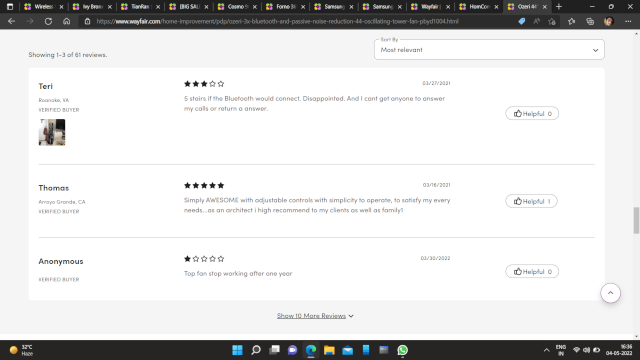 Wireless
by Brem
TianRan
(BIG SAL
Cosmo 9
Forno 3
Samsung
Samsung
Wayfair |
HomCom
Ozeri 44
https://www.wayfair.com/home-improvement/pdp/ozeri-3x-bluetooth-and-passive-noise-reduction-44-oscillating-tower-fan-pbyd1004.html
Sort By
Showing 1-3 of 61 reviews.
Most relevant
Teri
03/27/2021
Roanoke, VA
VERIFIED BUYER
5 stairs if the Bluetooth would connect. Disappointed. And I cant get anyone to answer
my calls or return a answer.
Helpful 0
Thomas
03/16/2021
Arroyo Grande, CA
VERIFIED BUYER
Simply AWESOME with adjustable controls with simplicity to operate, to satisfy my every
needs...as an architect i high recommend to my clients as well as family!
Helpful 1
Anonymous
03/30/2022
VERIFIED BUYER
Top fan stop working after one year
Helpful 0
Show 10 More Reviews
32°C
Haze
ENG
IN
16:36
04-05-2022